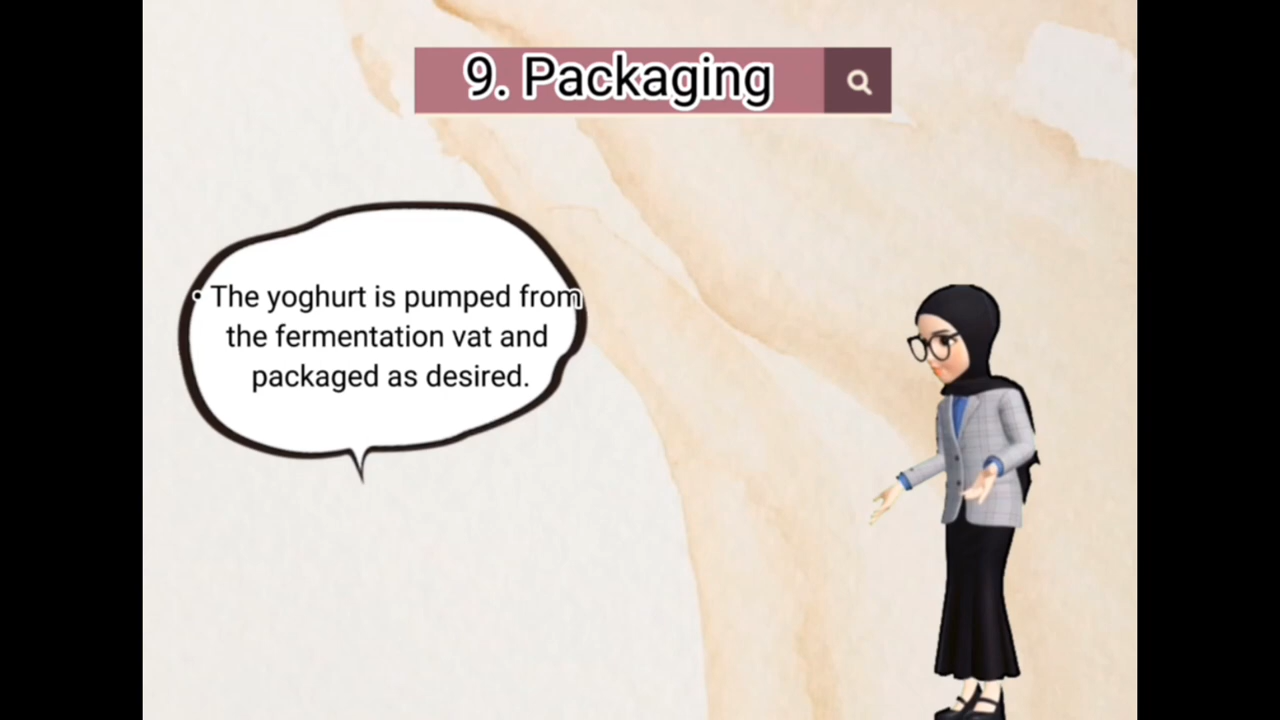 9. Packaging
• The yoghurt is pumped from
the fermentation vat and
packaged as desired.